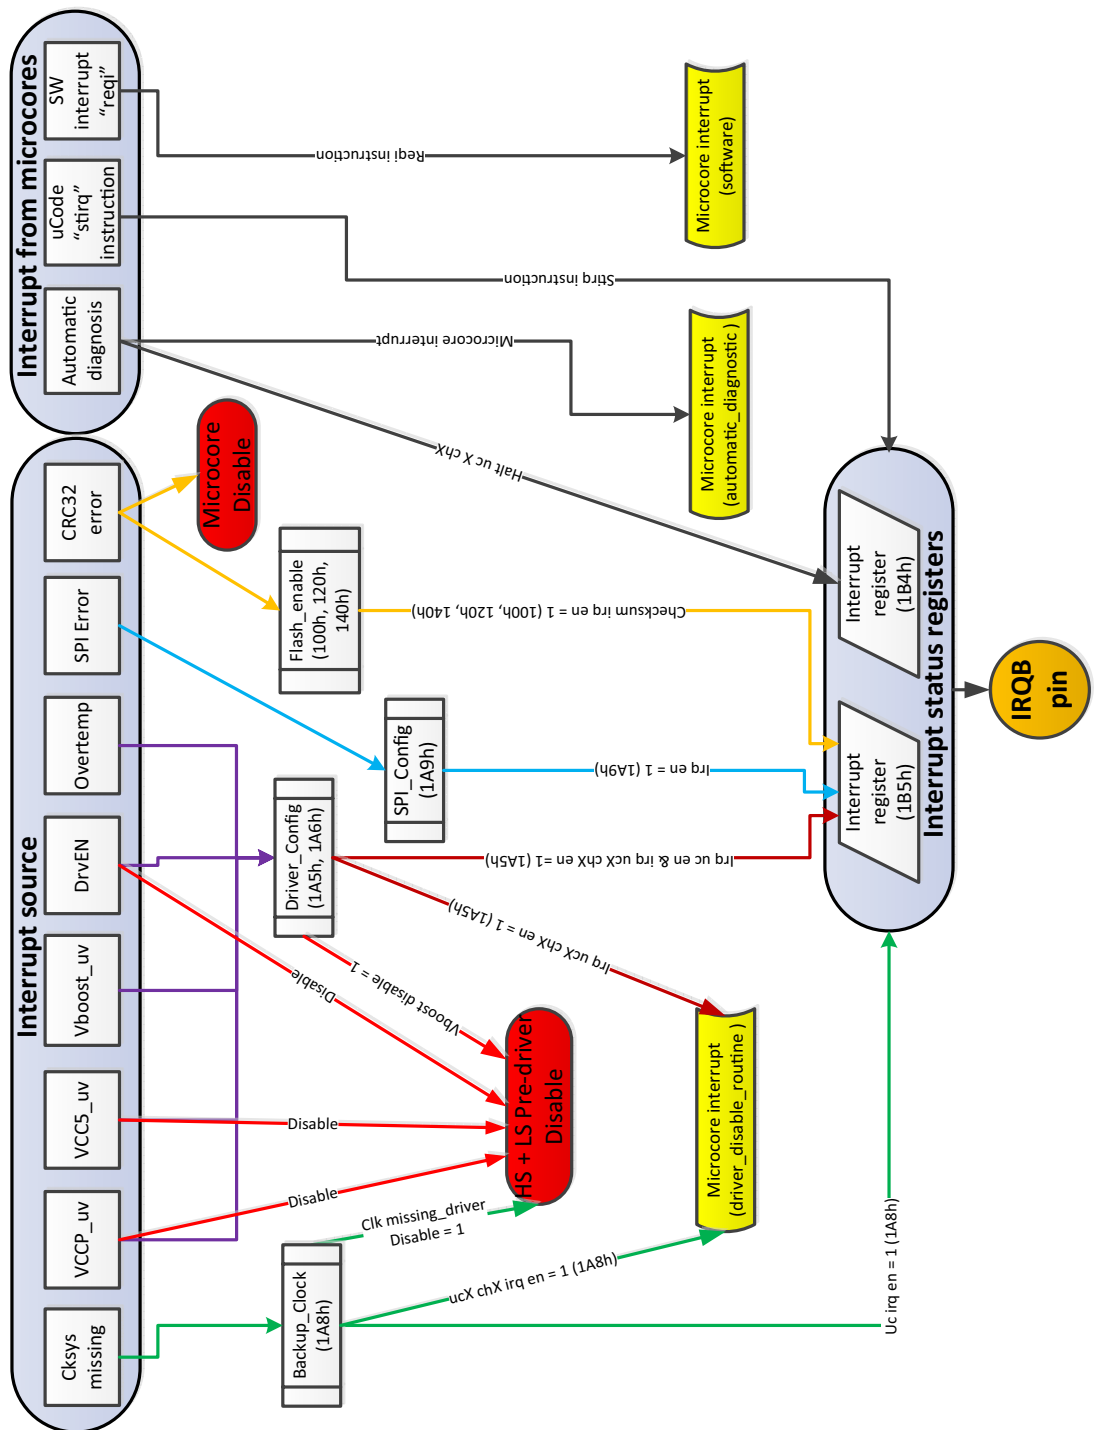 Interrupt source
Interrupt from microcores
Cksys
missing
VCCP_uv
VCC5_uv
Vboost_uv
DrvEN
Overtemp
SPI Error
CRC32
error
Automatic
diagnosis
uCode
“stirq”
instruction
SW
interrupt
“reqi”
Microcore
Disable
Backup_Clock
(1A8h)
Driver_Config
(1A5h, 1A6h)
SPI_Config
(1A9h)
Flash_enable
(100h, 120h,
140h)
Clk missing_driver
Disable = 1
Disable
Disable
Disable
Vboost disable = 1
HS + LS Pre-driver
Disable
ucX chX irq en = 1 (1A8h)
Irq ucX chX en = 1 (1A5h)
Irq uc en & irq ucX chX en =1 (1A5h)
Irq en = 1 (1A9h)
Checksum irq en = 1 (100h, 120h, 140h)
Halt uc X chX
Microcore interrupt
Stirq instruction
Reqi instruction
Microcore interrupt
(driver_disable_routine )
Microcore interrupt
(automatic_diagnostic )
Microcore interrupt
(software)
Uc irq en = 1 (1A8h)
Interrupt
register
(1B5h)
Interrupt
register
(1B4h)
Interrupt status registers
IRQB
pin